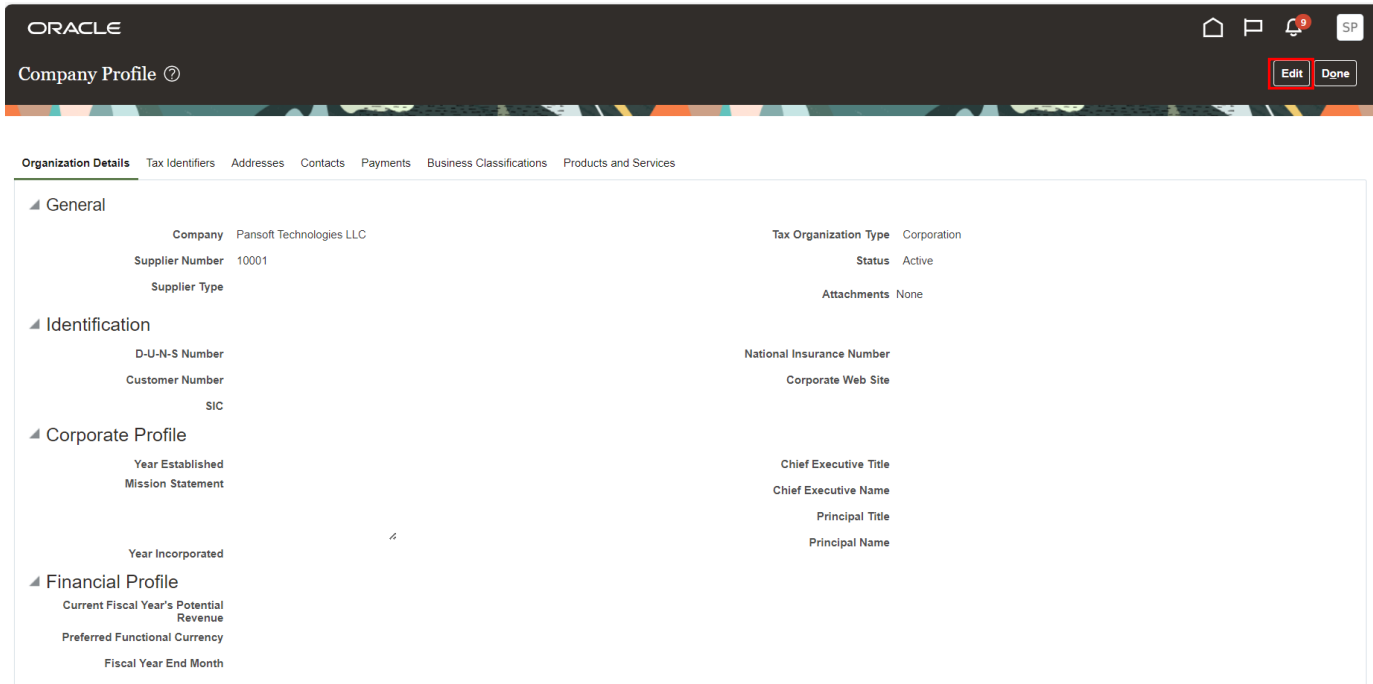 ORACLE
9
SP
Company Profile ?
Edit Done
Organization Details Tax Identifiers Addresses Contacts Payments Business Classifications Products and Services
General
Company Pansoft Technologies LLC Tax Organization Type Corporation
Supplier Number 10001 Status Active
Supplier Type
Attachments None
Identification
D-U-N-S Number National Insurance Number
Customer Number Corporate Web Site
SIC
Corporate Profile
Year Established Chief Executive Title
Mission Statement
Chief Executive Name
Principal Title
Principal Name
Year Incorporated
Financial Profile
Current Fiscal Year's Potential
Revenue
Preferred Functional Currency
Fiscal Year End Month